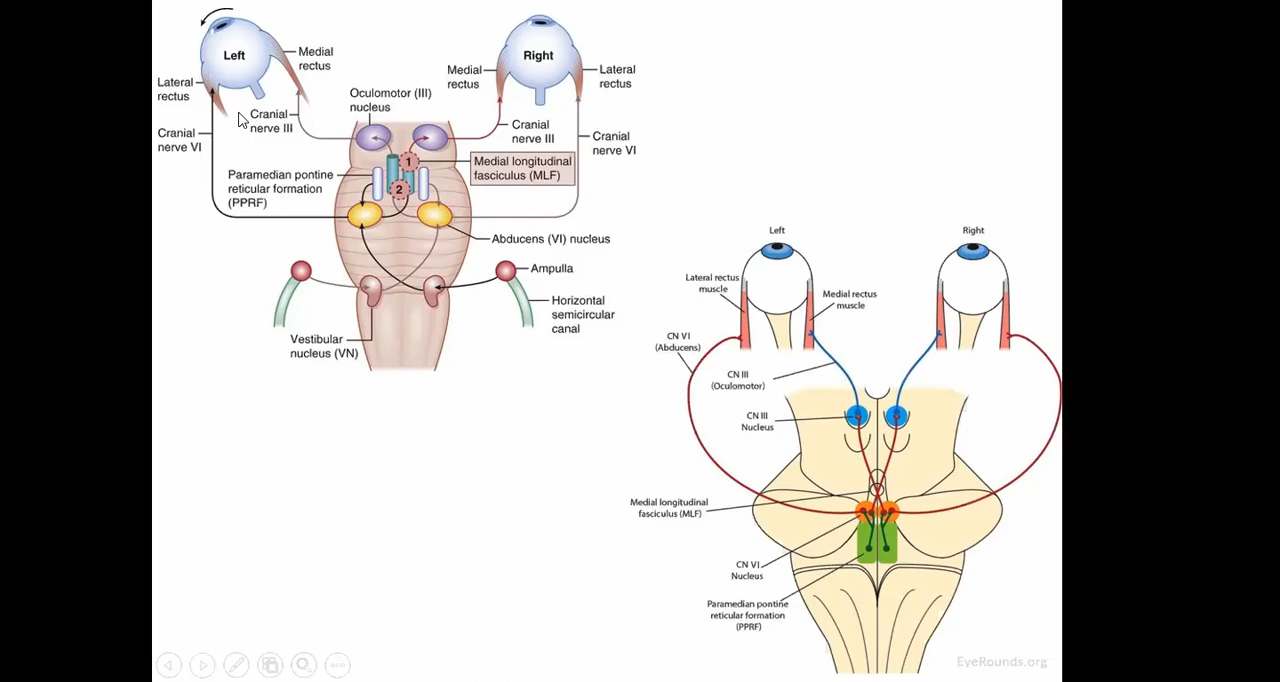 Left
Medial
rectus
Lateral
rectus
Cranial
nerve III
Cranial
nerve VI
Oculomotor (III)
nucleus
Right
Medial
rectus
Lateral
rectus
Cranial
nerve III
Cranial
nerve VI
1
Medial longitudinal
fasciculus (MLF)
Paramedian pontine
reticular formation
(PPRF)
2
Abducens (VI) nucleus
Ampulla
Horizontal
semicircular
canal
Vestibular
nucleus (VN)
Left
Right
Lateral rectus
muscle
Medial rectus
muscle
CN VI
(Abducens)
CN III
(Oculomotor)
CN III
Nucleus
Medial longitudinal
fasciculus (MLF)
CN VI
Nucleus
Paramedian pontine
reticular formation
(PPRF)
EyeRounds.org